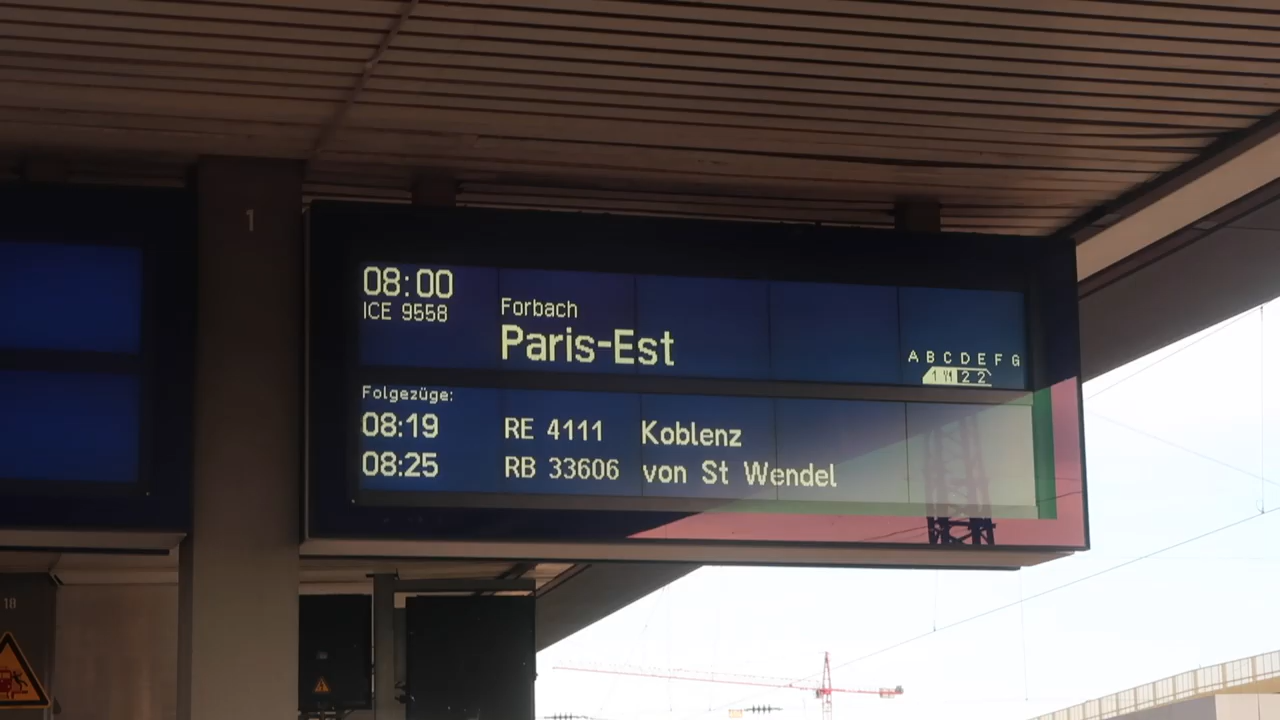 1
08:00
ICE 9558
Forbach
Paris-Est
A B C D E F G
1 2 2
Folgezüge:
08:19 RE 4111 Koblenz
08:25 RB 33606 von St Wendel
18